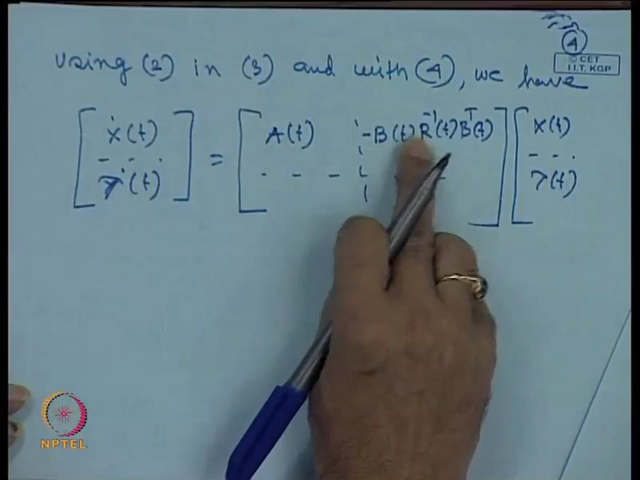 using (2) in (3) and with (4), we have
④
© CET
I.I.T. KGP
ẋ(t) = A(t) -B(t)R⁻¹(t)Bᵀ(t) x(t)
λ̇(t) λ(t)
NPTEL